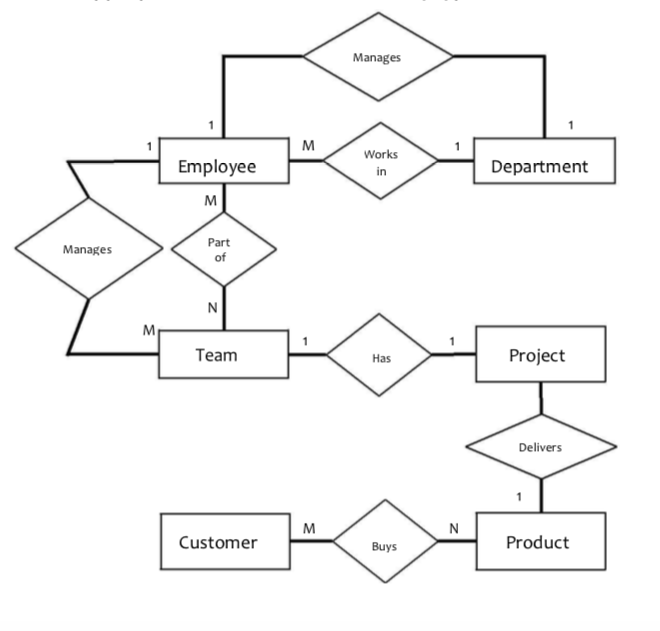 Manages
1
1
1
Employee
M
Works
in
1
Department
M
Manages
Part
of
N
M
Team
1
Has
1
Project
Delivers
1
Customer
M
Buys
N
Product